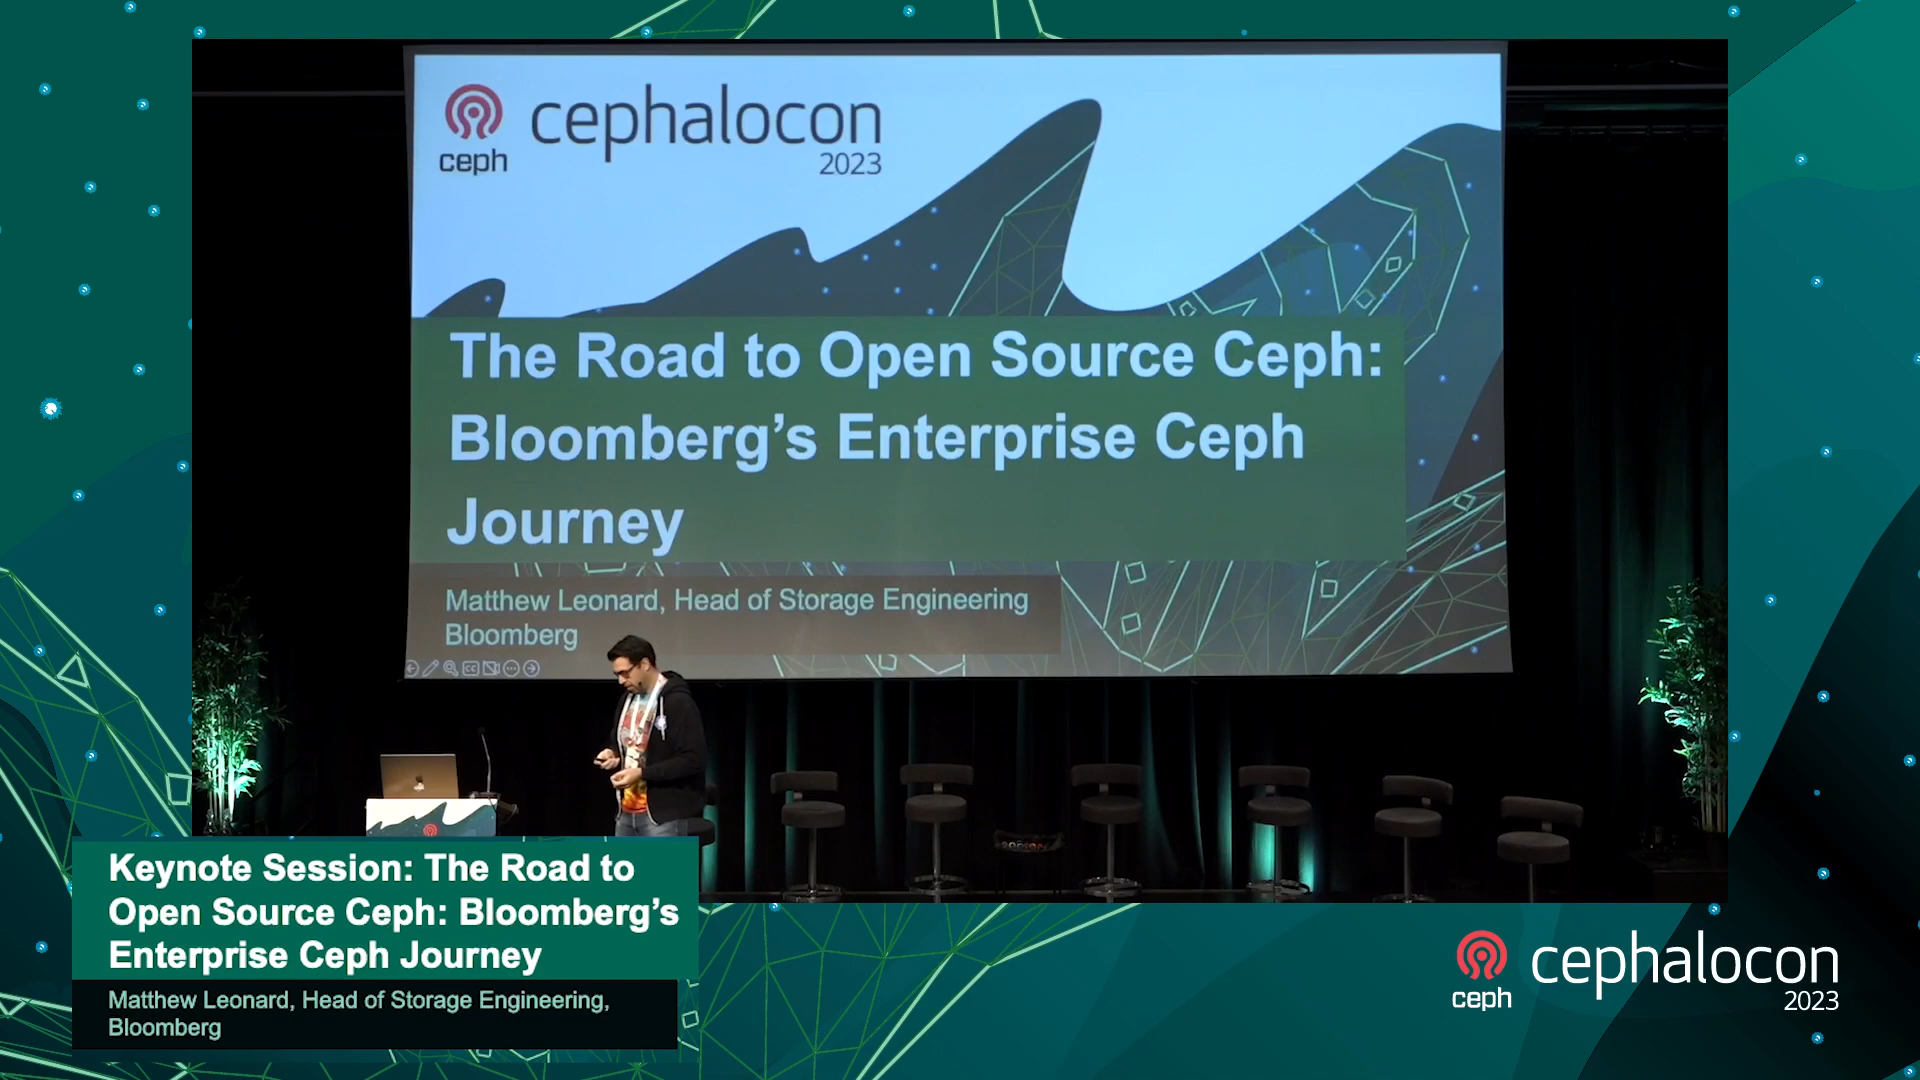 ceph
cephalocon
2023
The Road to Open Source Ceph:
Bloomberg's Enterprise Ceph
Journey
Matthew Leonard, Head of Storage Engineering
Bloomberg
CC
Keynote Session: The Road to
Open Source Ceph: Bloomberg's
Enterprise Ceph Journey
Matthew Leonard, Head of Storage Engineering,
Bloomberg
ceph
cephalocon
2023